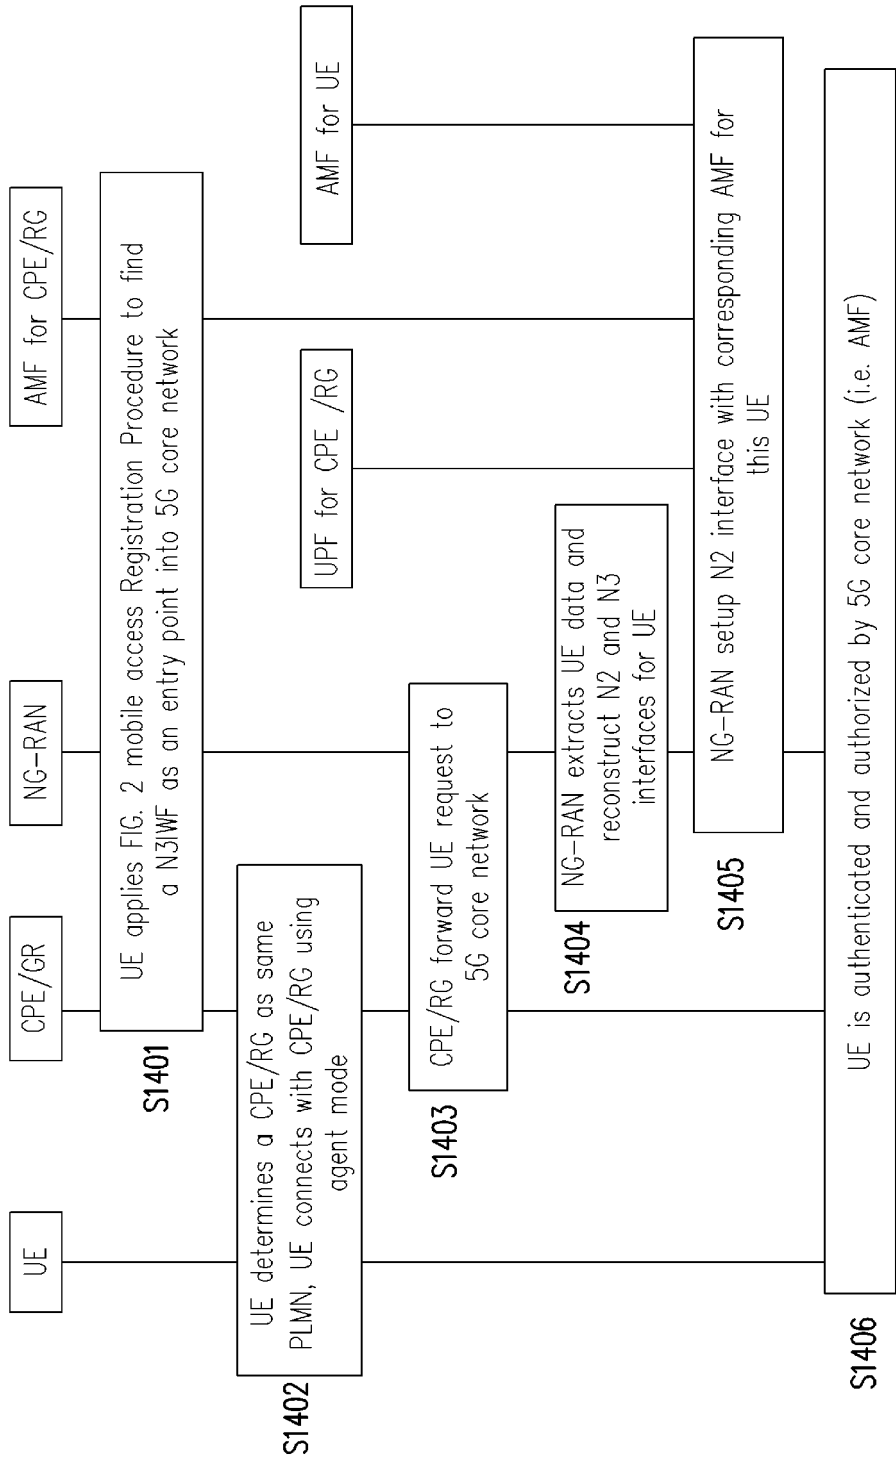 UE
CPE/GR
NG-RAN
AMF for CPE/RG
UE applies FIG. 2 mobile access Registration Procedure to find
a N3IWF as an entry point into 5G core network
S1401
UE determines a CPE/RG as same
PLMN, UE connects with CPE/RG using
agent mode
S1402
UPF for CPE /RG
AMF for UE
CPE/RG forward UE request to
5G core network
S1403
NG-RAN extracts UE data and
reconstruct N2 and N3
interfaces for UE
S1404
NG-RAN setup N2 interface with corresponding AMF for
this UE
S1405
UE is authenticated and authorized by 5G core network (i.e. AMF)
S1406